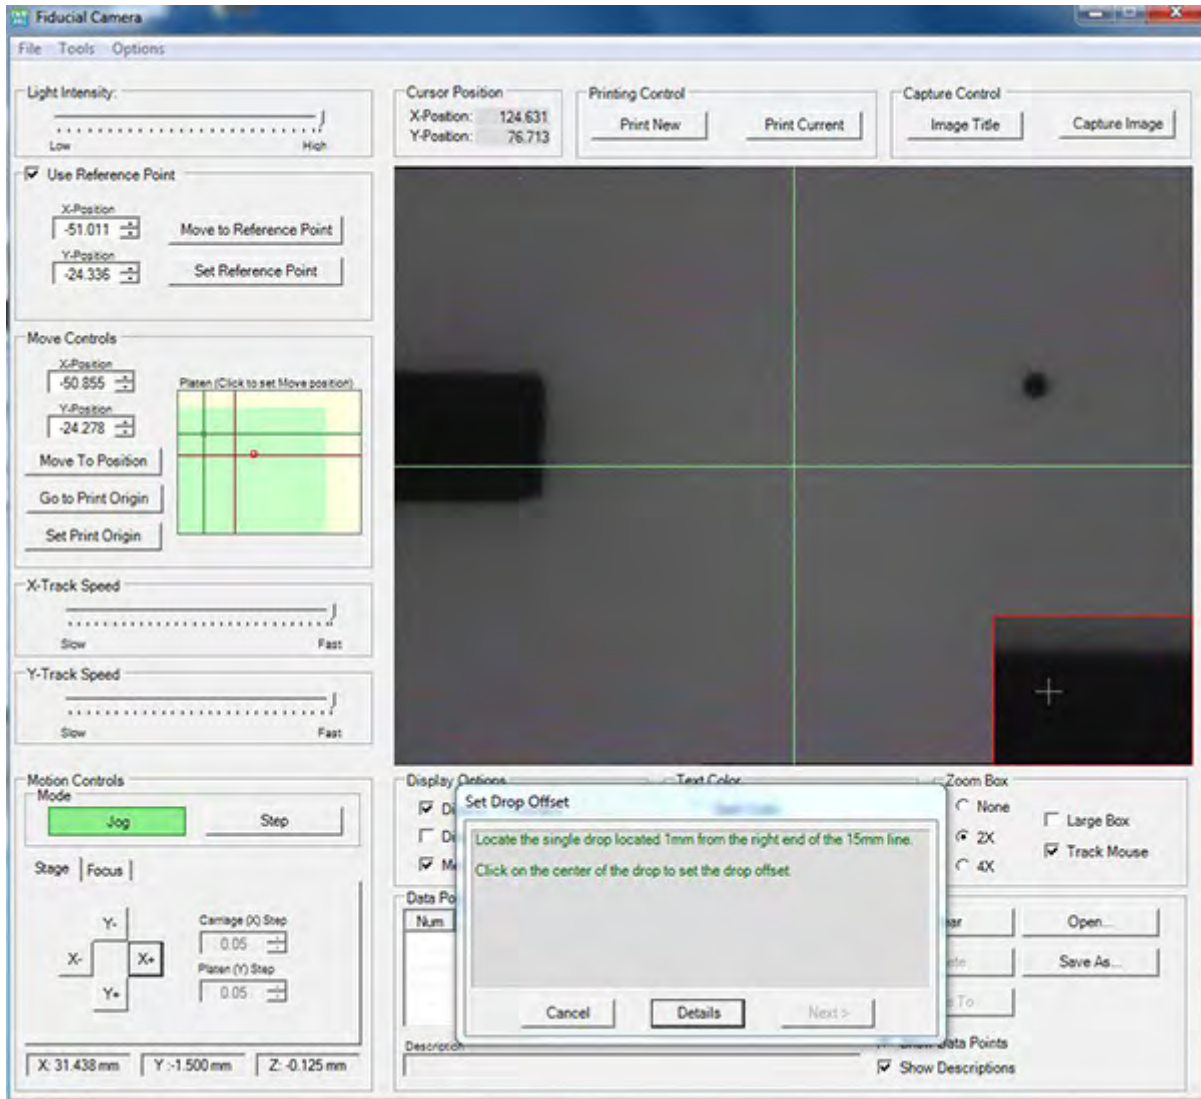 Fiducial Camera
File Tools Options
Light Intensity:
Low High
Cursor Position
X-Position: 124.631
Y-Position: 76.713
Printing Control
Print New Print Current
Capture Control
Image Title Capture Image
Use Reference Point
X-Position
-51.011 Move to Reference Point
Y-Position
-24.336 Set Reference Point
Move Controls
X-Position
-50.855
Platen (Click to set Move position)
Y-Position
-24.278
Move To Position
Go to Print Origin
Set Print Origin
X-Track Speed
Slow Fast
Y-Track Speed
Slow Fast
Motion Controls
Mode
Jog Step
Stage Focus
Y-
X- X+
Y+
Carriage (X) Step
0.05
Platen (Y) Step
0.05
X: 31.438 mm Y :-1.500 mm Z: -0.125 mm
Display Options Text Color
Set Drop Offset
Locate the single drop located 1mm from the right end of the 15mm line.
Click on the center of the drop to set the drop offset.
Cancel Details Next >
Zoom Box
None
2X
4X
Large Box
Track Mouse
Num
Open...
Save As...
Description
Data Points
Show Descriptions